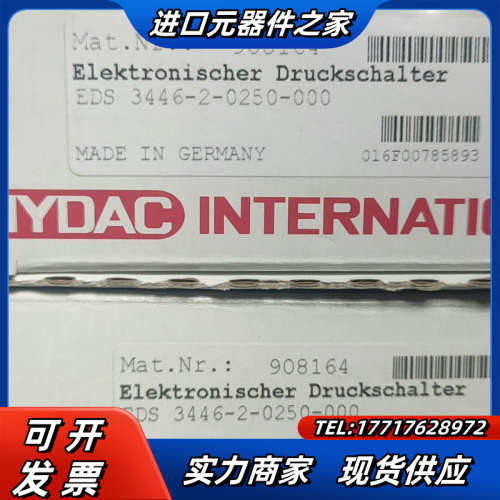 进口元器件之家
Mat.Nr.: 908164
Elektronischer Druckschalter
EDS 3446-2-0250-000
MADE IN GERMANY
016F00785893
YDAC INTERNATIO
Mat.Nr.: 908164
Elektronischer Druckschalter
EDS 3446-2-0250-000
可开
发票
TEL:17717628972
实力商家 现货供应